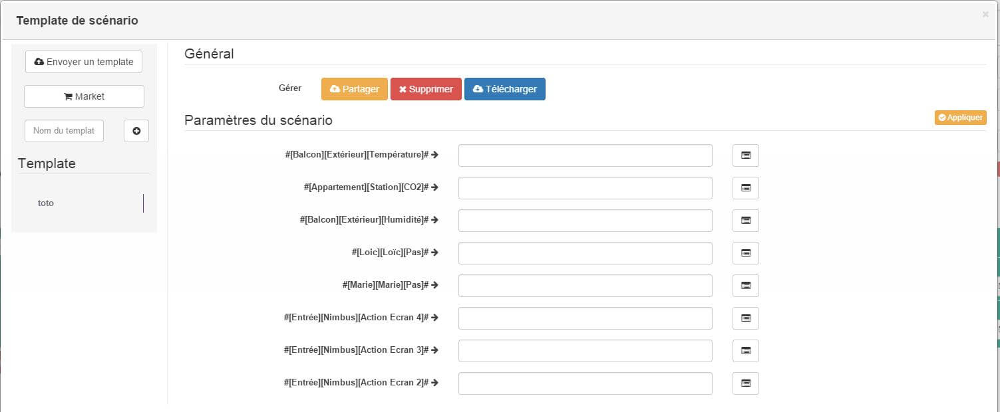 Template de scénario
×
Envoyer un template
Market
Nom du templat
Template
toto
Général
Gérer
Partager
Supprimer
Télécharger
Paramètres du scénario
Appliquer
#[Balcon][Extérieur][Température]#
#[Appartement][Station][CO2]#
#[Balcon][Extérieur][Humidité]#
#[Loic][Loïc][Pas]#
#[Marie][Marie][Pas]#
#[Entrée][Nimbus][Action Ecran 4]#
#[Entrée][Nimbus][Action Ecran 3]#
#[Entrée][Nimbus][Action Ecran 2]#